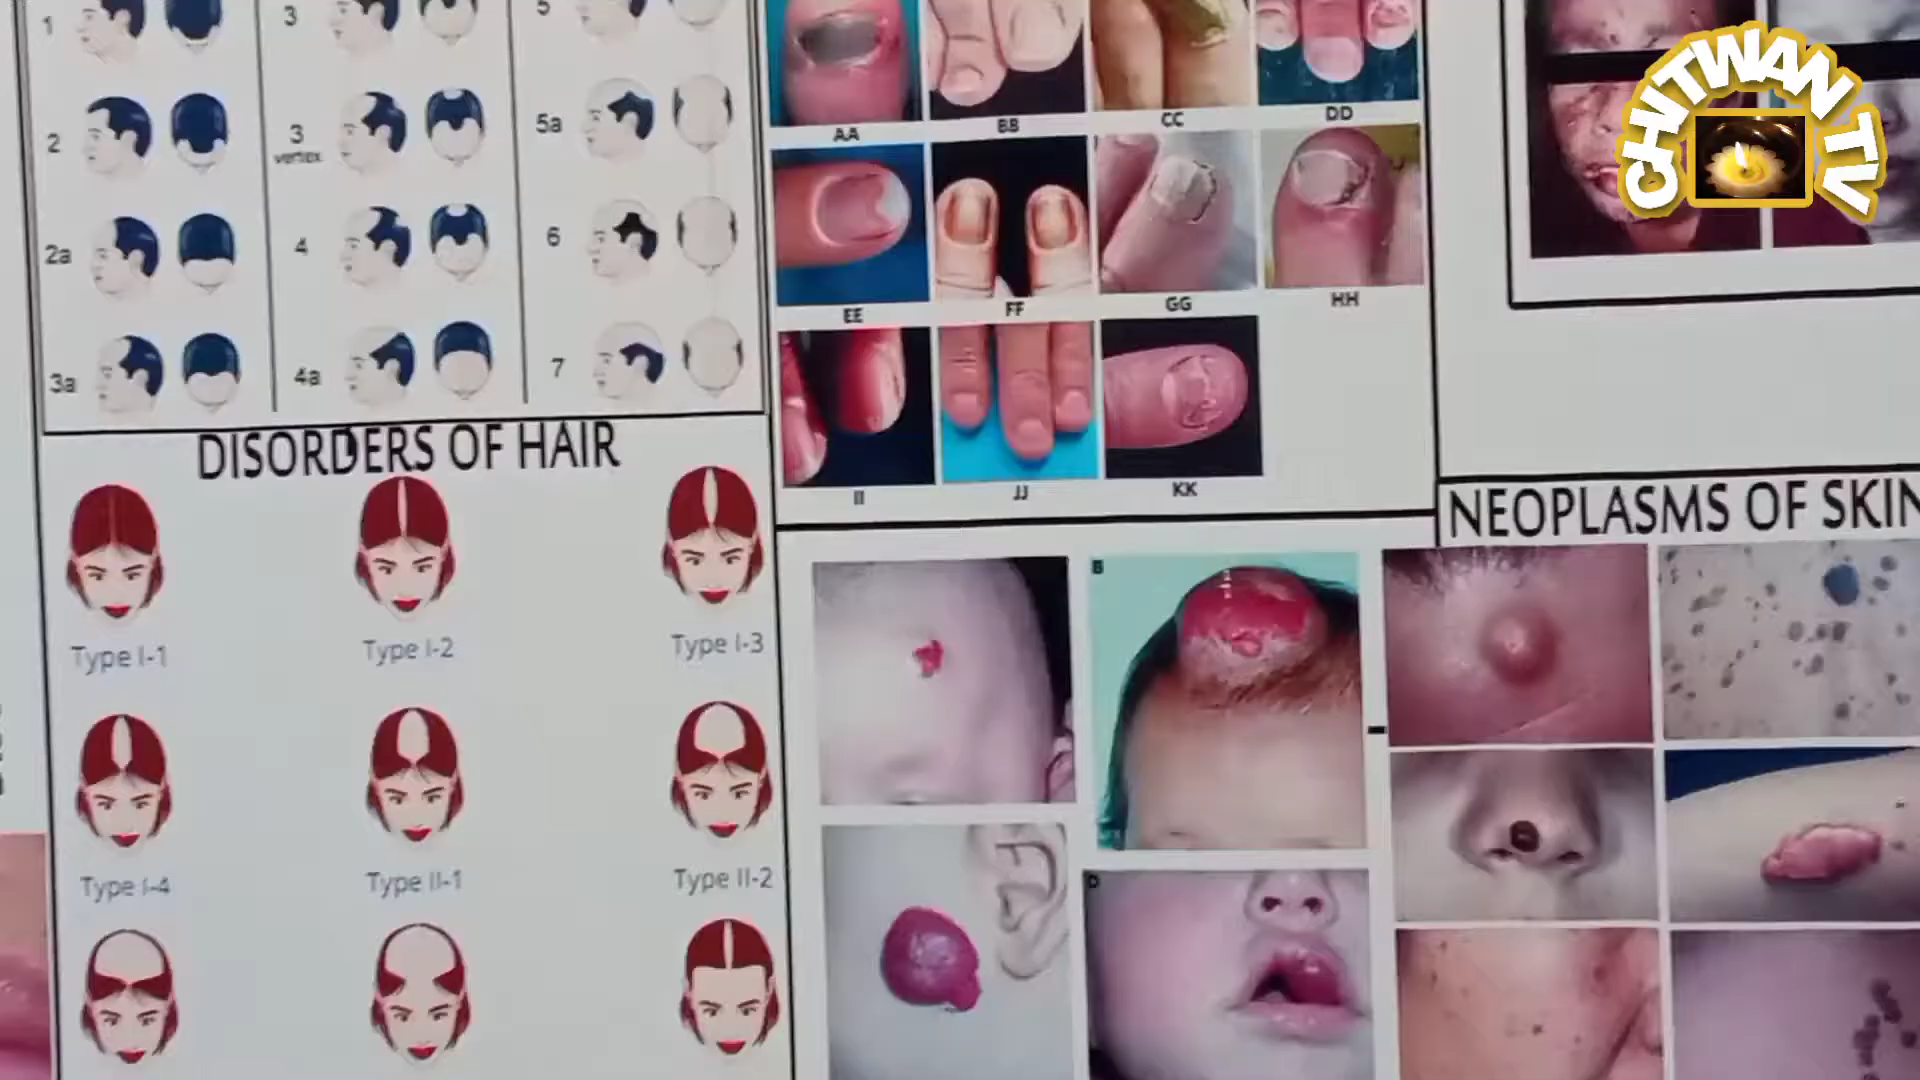 1
3
5
2
3
vertex
5a
2a
4
6
3a
4a
7
AA
BB
CC
DD
EE
FF
GG
HH
II
JJ
KK
DISORDERS OF HAIR
Type I-1
Type I-2
Type I-3
Type I-4
Type II-1
Type II-2
NEOPLASMS OF SKIN
B
D
CHITWAN TV